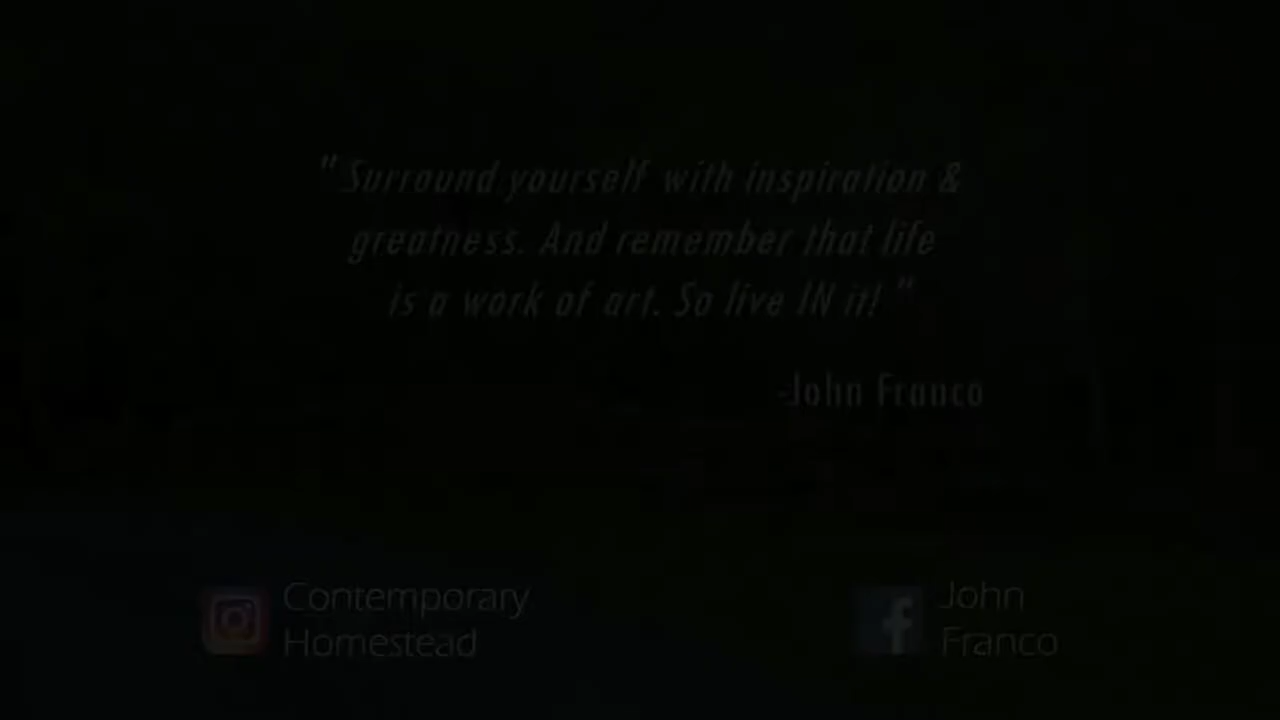 "Surround yourself with inspiration &
greatness. And remember that life
is a work of art. So live IN it! "
-John Franco
Contemporary
Homestead
John
Franco